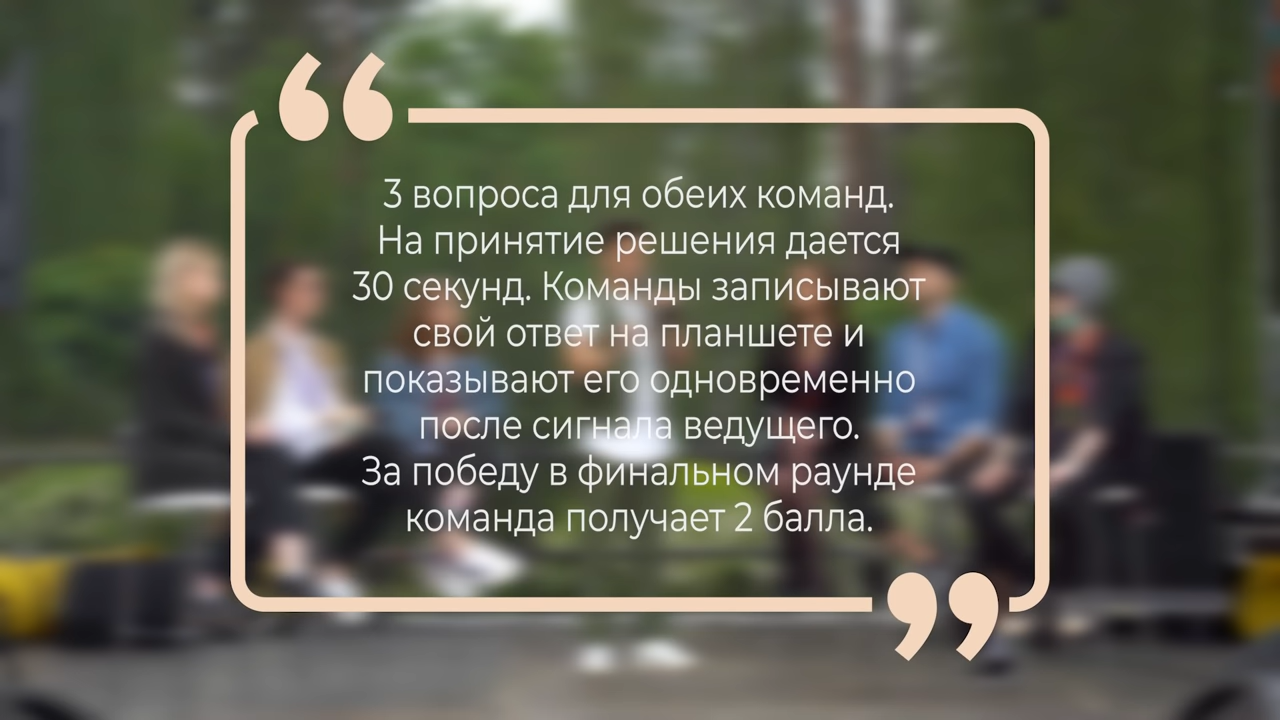 3 вопроса для обеих команд.
На принятие решения дается
30 секунд. Команды записывают
свой ответ на планшете и
показывают его одновременно
после сигнала ведущего.
За победу в финальном раунде
команда получает 2 балла.